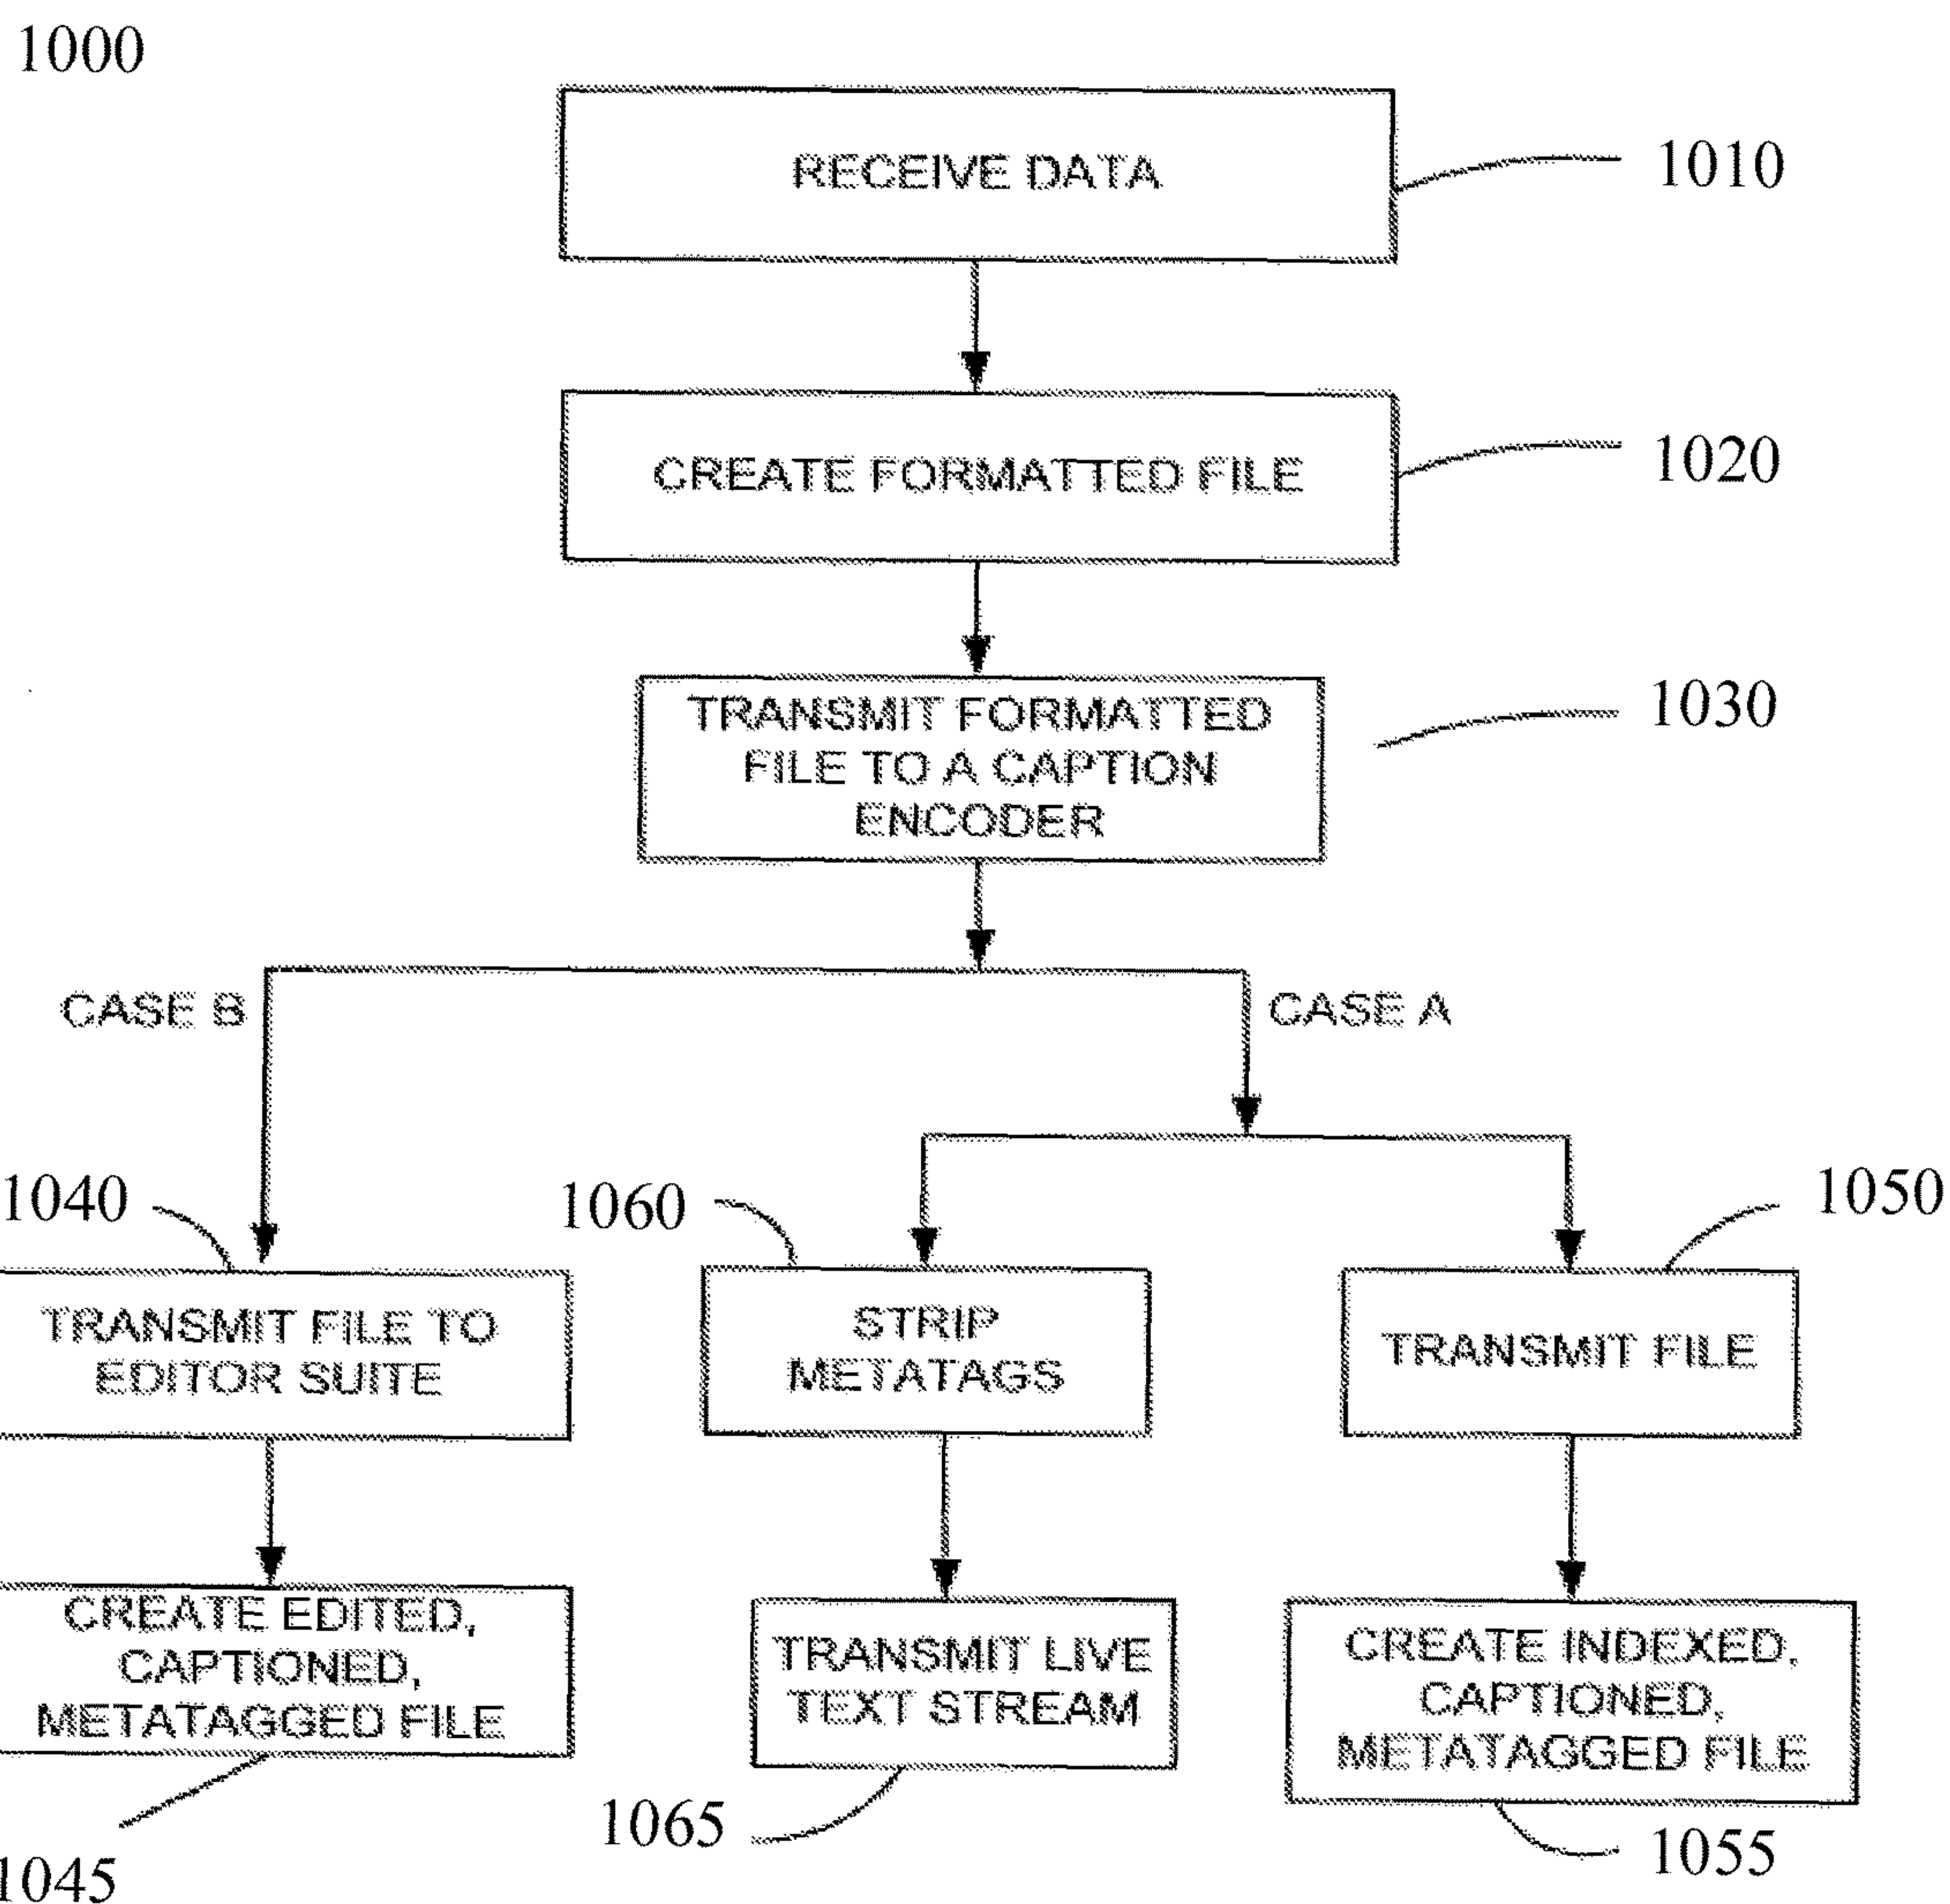 1000
RECEIVE DATA
1010
CREATE FORMATTED FILE
1020
TRANSMIT FORMATTED
FILE TO A CAPTION
ENCODER
1030
CASE B
CASE A
1040
1060
1050
TRANSMIT FILE TO
EDITOR SUITE
STRIP
METATAGS
TRANSMIT FILE
CREATE EDITED,
CAPTIONED,
METATAGGED FILE
TRANSMIT LIVE
TEXT STREAM
CREATE INDEXED,
CAPTIONED,
METATAGGED FILE
1045
1065
1055